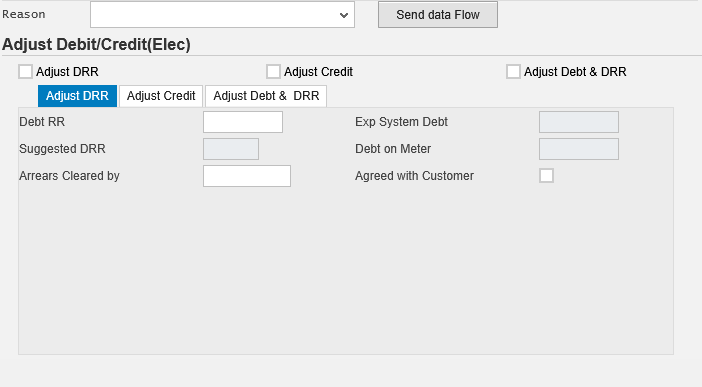 Reason Send data Flow
Adjust Debit/Credit(Elec)
Adjust DRR Adjust Credit Adjust Debt & DRR
Adjust DRR Adjust Credit Adjust Debt & DRR
Debt RR Exp System Debt
Suggested DRR Debt on Meter
Arrears Cleared by Agreed with Customer